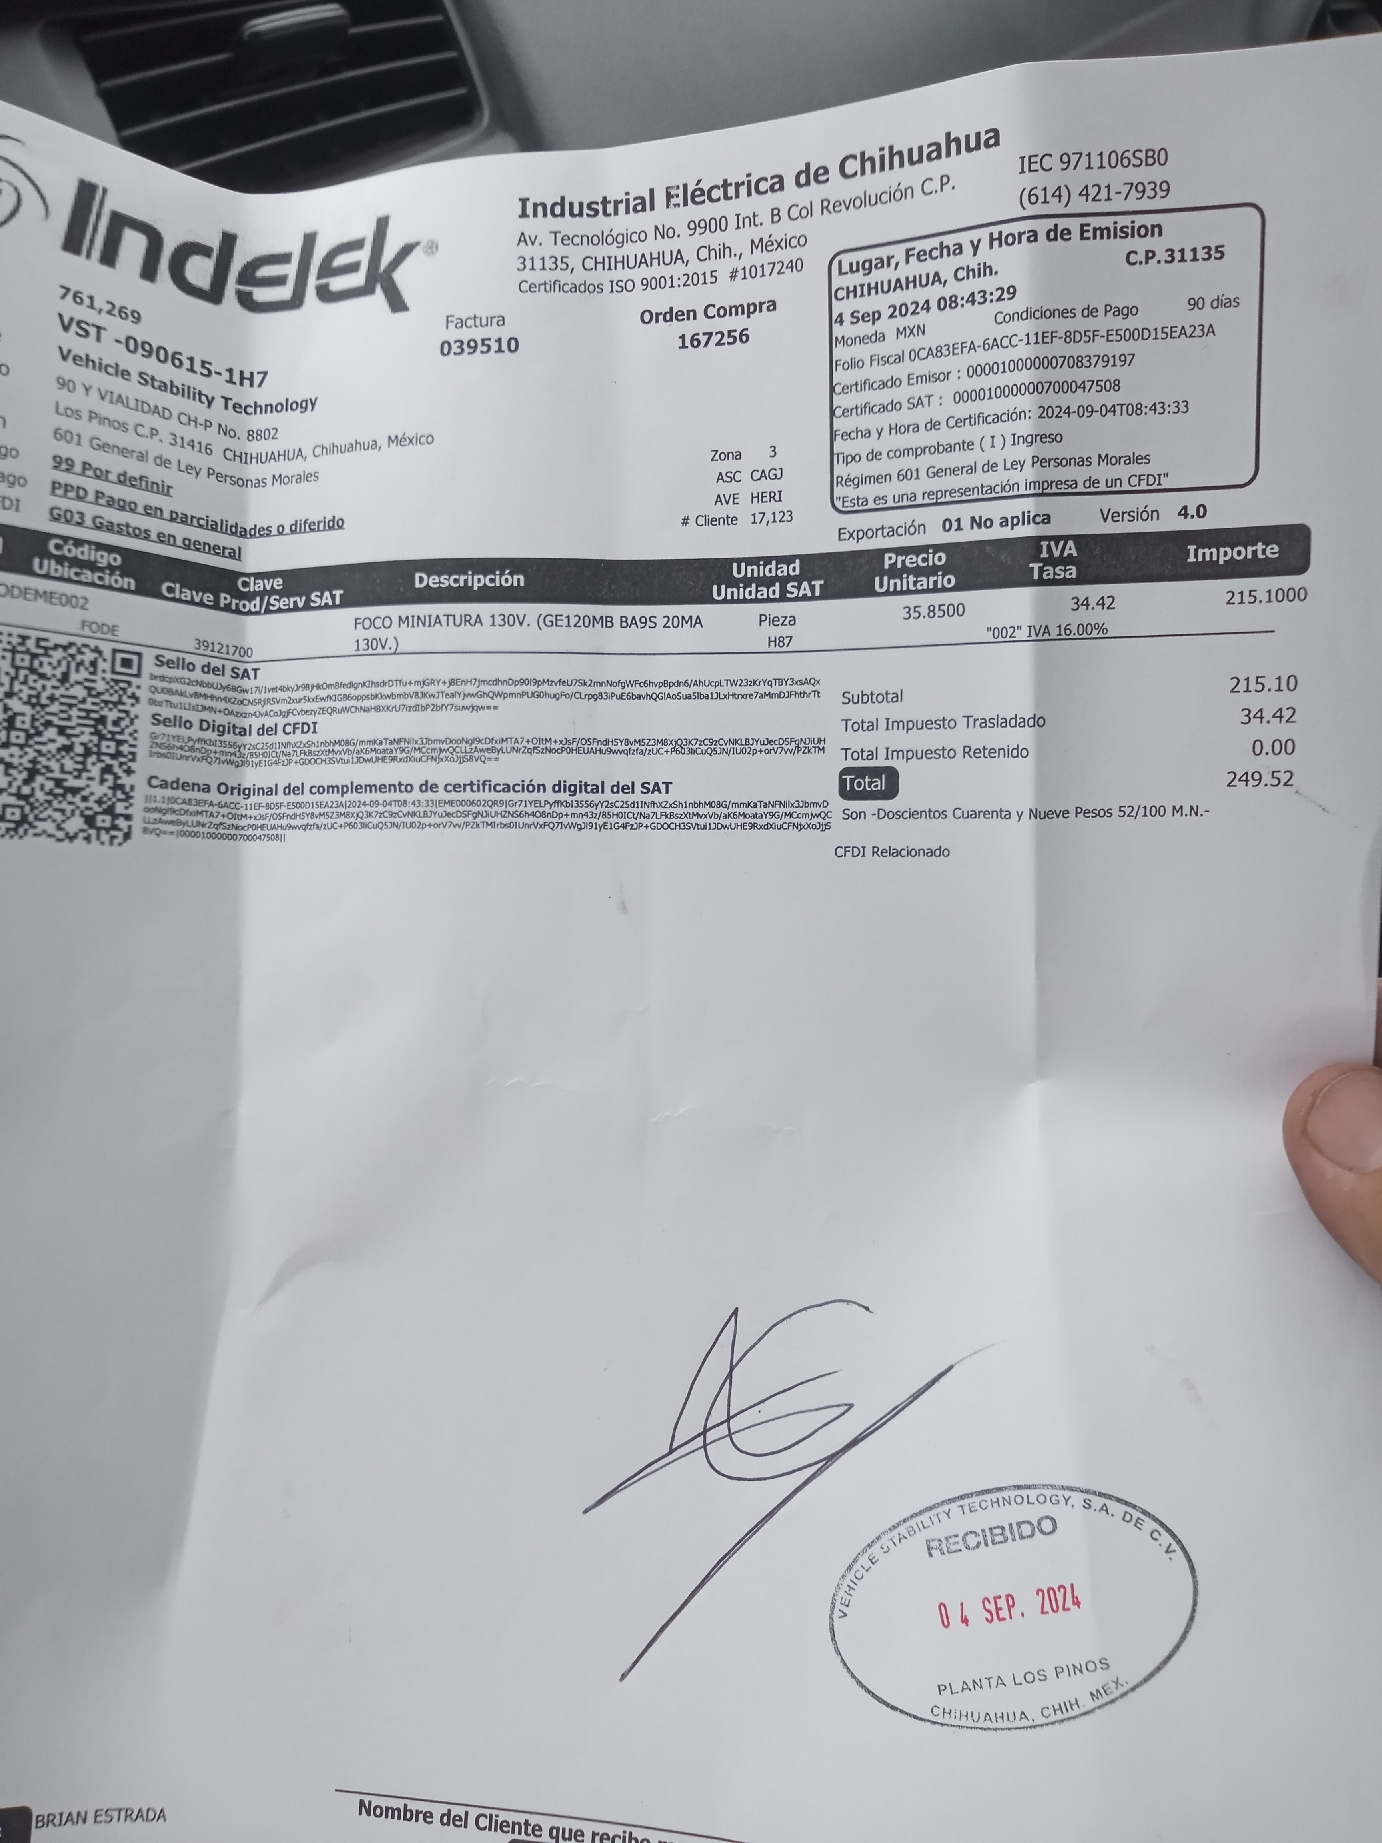 Indelek®
Industrial Eléctrica de Chihuahua
Av. Tecnológico No. 9900 Int. B Col Revolución C.P.
31135, CHIHUAHUA, Chih., México
Certificados ISO 9001:2015 #1017240
IEC 971106SB0
(614) 421-7939
Lugar, Fecha y Hora de Emision
CHIHUAHUA, Chih. C.P.31135
4 Sep 2024 08:43:29
Moneda MXN Condiciones de Pago 90 días
Folio Fiscal 0CA83EFA-6ACC-11EF-8D5F-E500D15EA23A
Certificado Emisor : 00001000000708379197
Certificado SAT : 00001000000700047508
Fecha y Hora de Certificación: 2024-09-04T08:43:33
Tipo de comprobante ( I ) Ingreso
Régimen 601 General de Ley Personas Morales
"Esta es una representación impresa de un CFDI"
Exportación 01 No aplica Versión 4.0
Factura
039510
Orden Compra
167256
761,269
VST -090615-1H7
Vehicle Stability Technology
90 Y VIALIDAD CH-P No. 8802
Los Pinos C.P. 31416 CHIHUAHUA, Chihuahua, México
601 General de Ley Personas Morales
99 Por definir
PPD Pago en parcialidades o diferido
G03 Gastos en general
Zona 3
ASC CAGJ
AVE HERI
# Cliente 17,123
Código Clave Descripción Unidad Precio IVA Importe
Ubicación Clave Prod/Serv SAT Unidad SAT Unitario Tasa
ODEME002 FOCO MINIATURA 130V. (GE120MB BA9S 20MA Pieza 35.8500 34.42 215.1000
FODE 39121700 130V.) H87 "002" IVA 16.00%
Sello del SAT
Sello Digital del CFDI
Cadena Original del complemento de certificación digital del SAT
Subtotal 215.10
Total Impuesto Trasladado 34.42
Total Impuesto Retenido 0.00
Total 249.52
Son -Doscientos Cuarenta y Nueve Pesos 52/100 M.N.-
CFDI Relacionado
VEHICLE STABILITY TECHNOLOGY, S.A. DE C.V.
RECIBIDO
04 SEP. 2024
PLANTA LOS PINOS
CHIHUAHUA, CHIH. MEX.
BRIAN ESTRADA
Nombre del Cliente que recibe